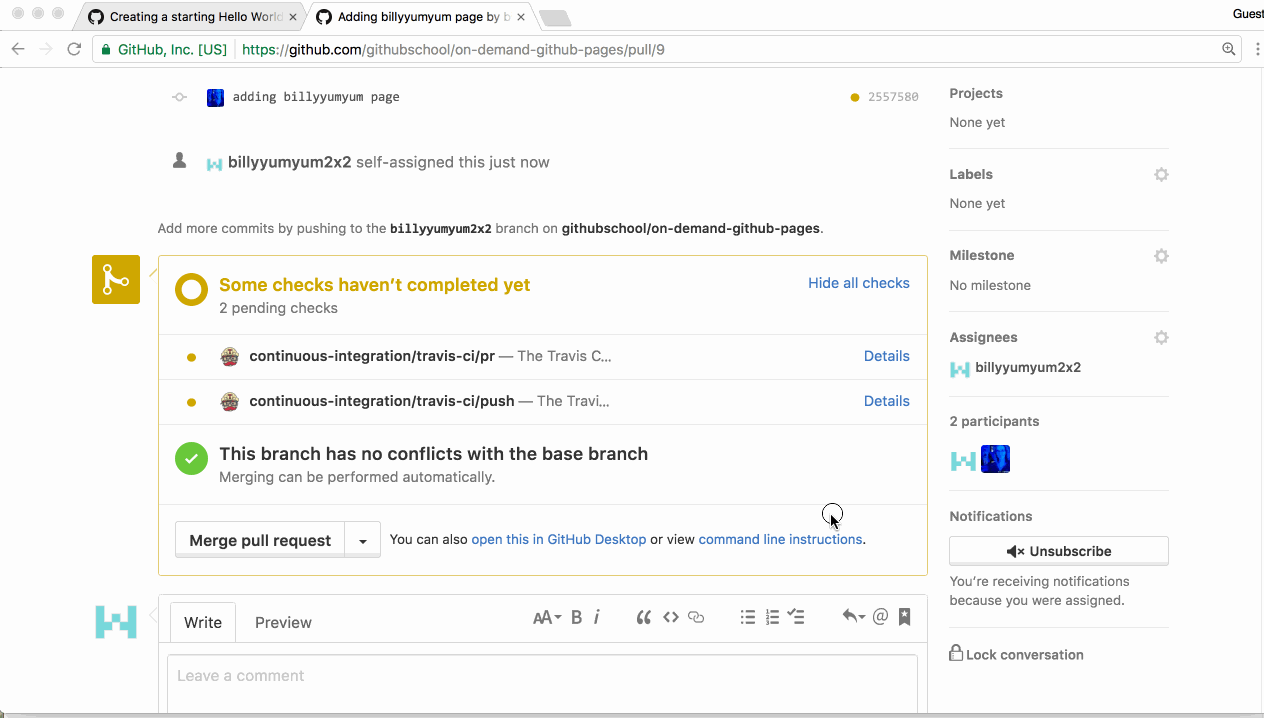 Creating a starting Hello World
Adding billyyumyum page by b
Guest
GitHub, Inc. [US]
https://github.com/githubschool/on-demand-github-pages/pull/9
adding billyyumyum page
2557580
billyyumyum2x2 self-assigned this just now
Add more commits by pushing to the billyyumyum2x2 branch on githubschool/on-demand-github-pages.
Some checks haven't completed yet
Hide all checks
2 pending checks
continuous-integration/travis-ci/pr — The Travis C...
Details
continuous-integration/travis-ci/push — The Travi...
Details
This branch has no conflicts with the base branch
Merging can be performed automatically.
Merge pull request
You can also open this in GitHub Desktop or view command line instructions.
Write
Preview
AA
B
i
@
Leave a comment
Projects
None yet
Labels
None yet
Milestone
No milestone
Assignees
billyyumyum2x2
2 participants
Notifications
Unsubscribe
You're receiving notifications
because you were assigned.
Lock conversation